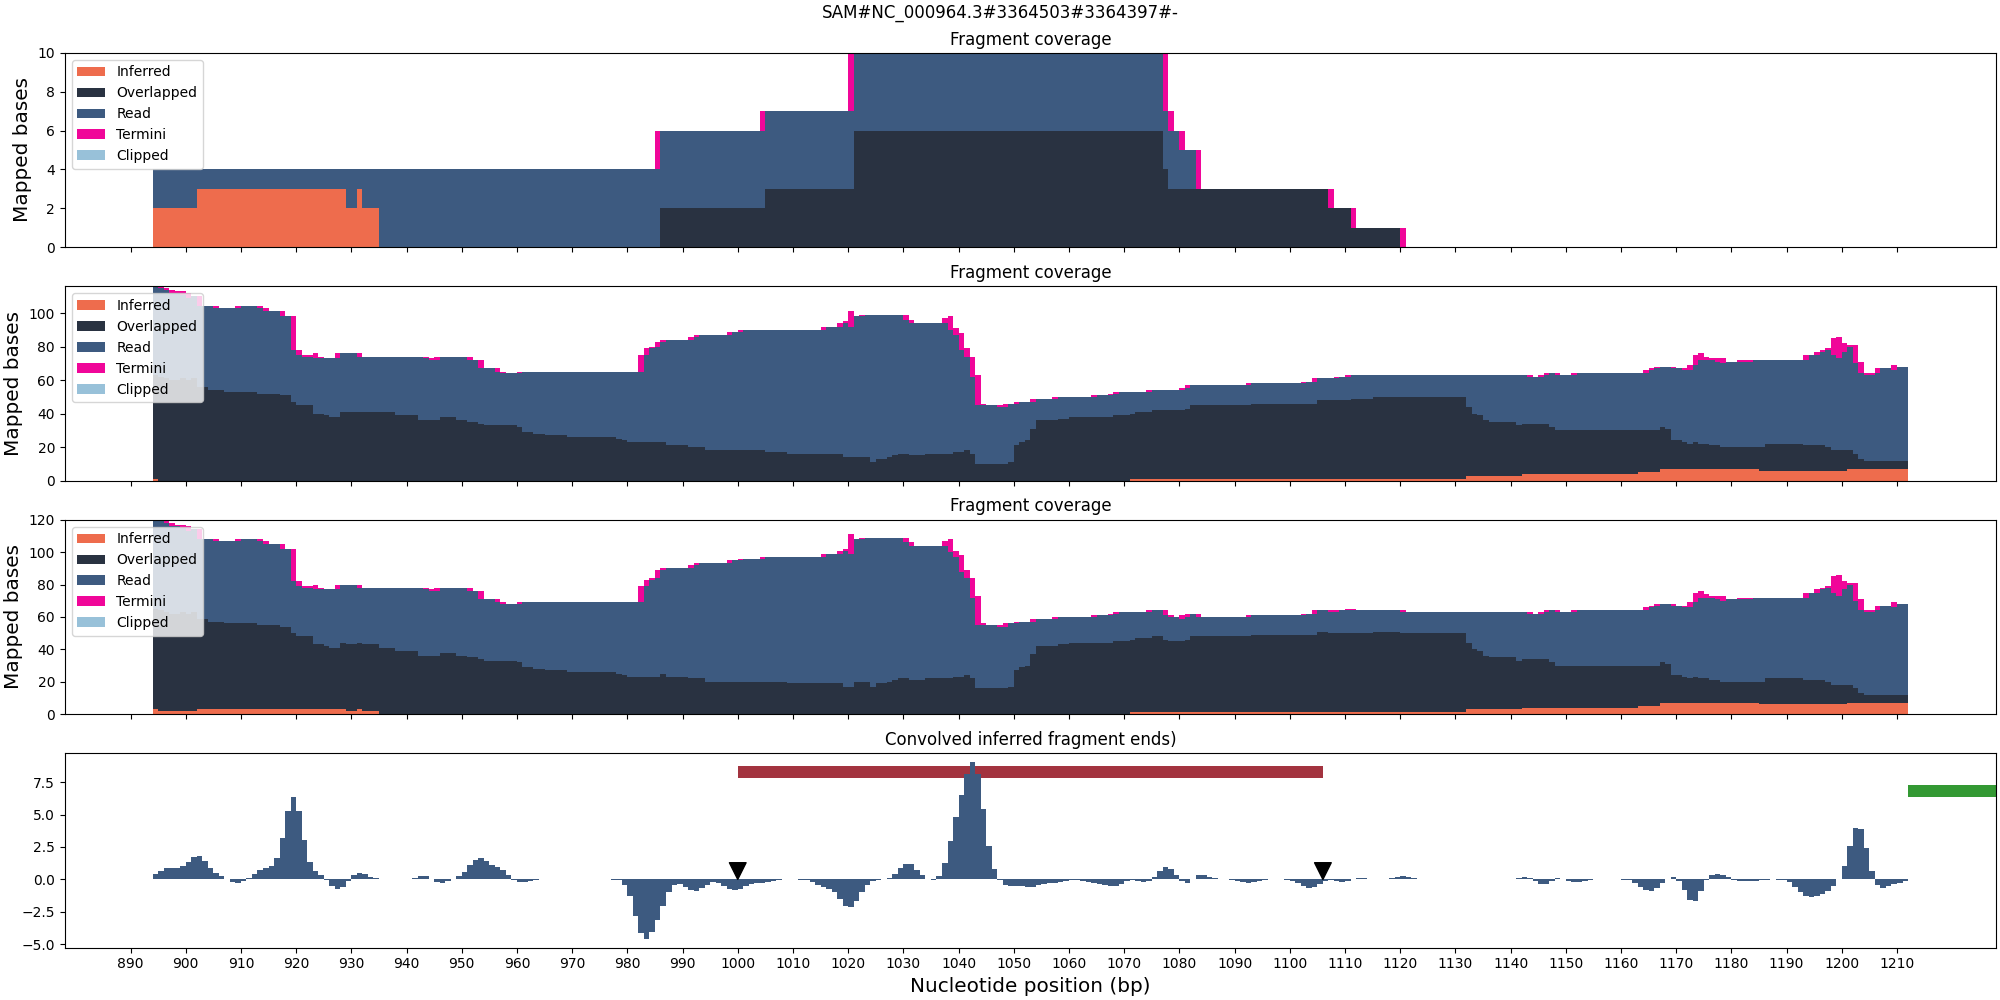 SAM#NC_000964.3#3364503#3364397#-
Fragment coverage
Mapped bases
10
8
6
4
2
0
Inferred
Overlapped
Read
Termini
Clipped
Fragment coverage
Mapped bases
100
80
60
40
20
0
Inferred
Overlapped
Read
Termini
Clipped
Fragment coverage
Mapped bases
120
100
80
60
40
20
0
Inferred
Overlapped
Read
Termini
Clipped
Convolved inferred fragment ends)
7.5
5.0
2.5
0.0
−2.5
−5.0
890 900 910 920 930 940 950 960 970 980 990 1000 1010 1020 1030 1040 1050 1060 1070 1080 1090 1100 1110 1120 1130 1140 1150 1160 1170 1180 1190 1200 1210
Nucleotide position (bp)